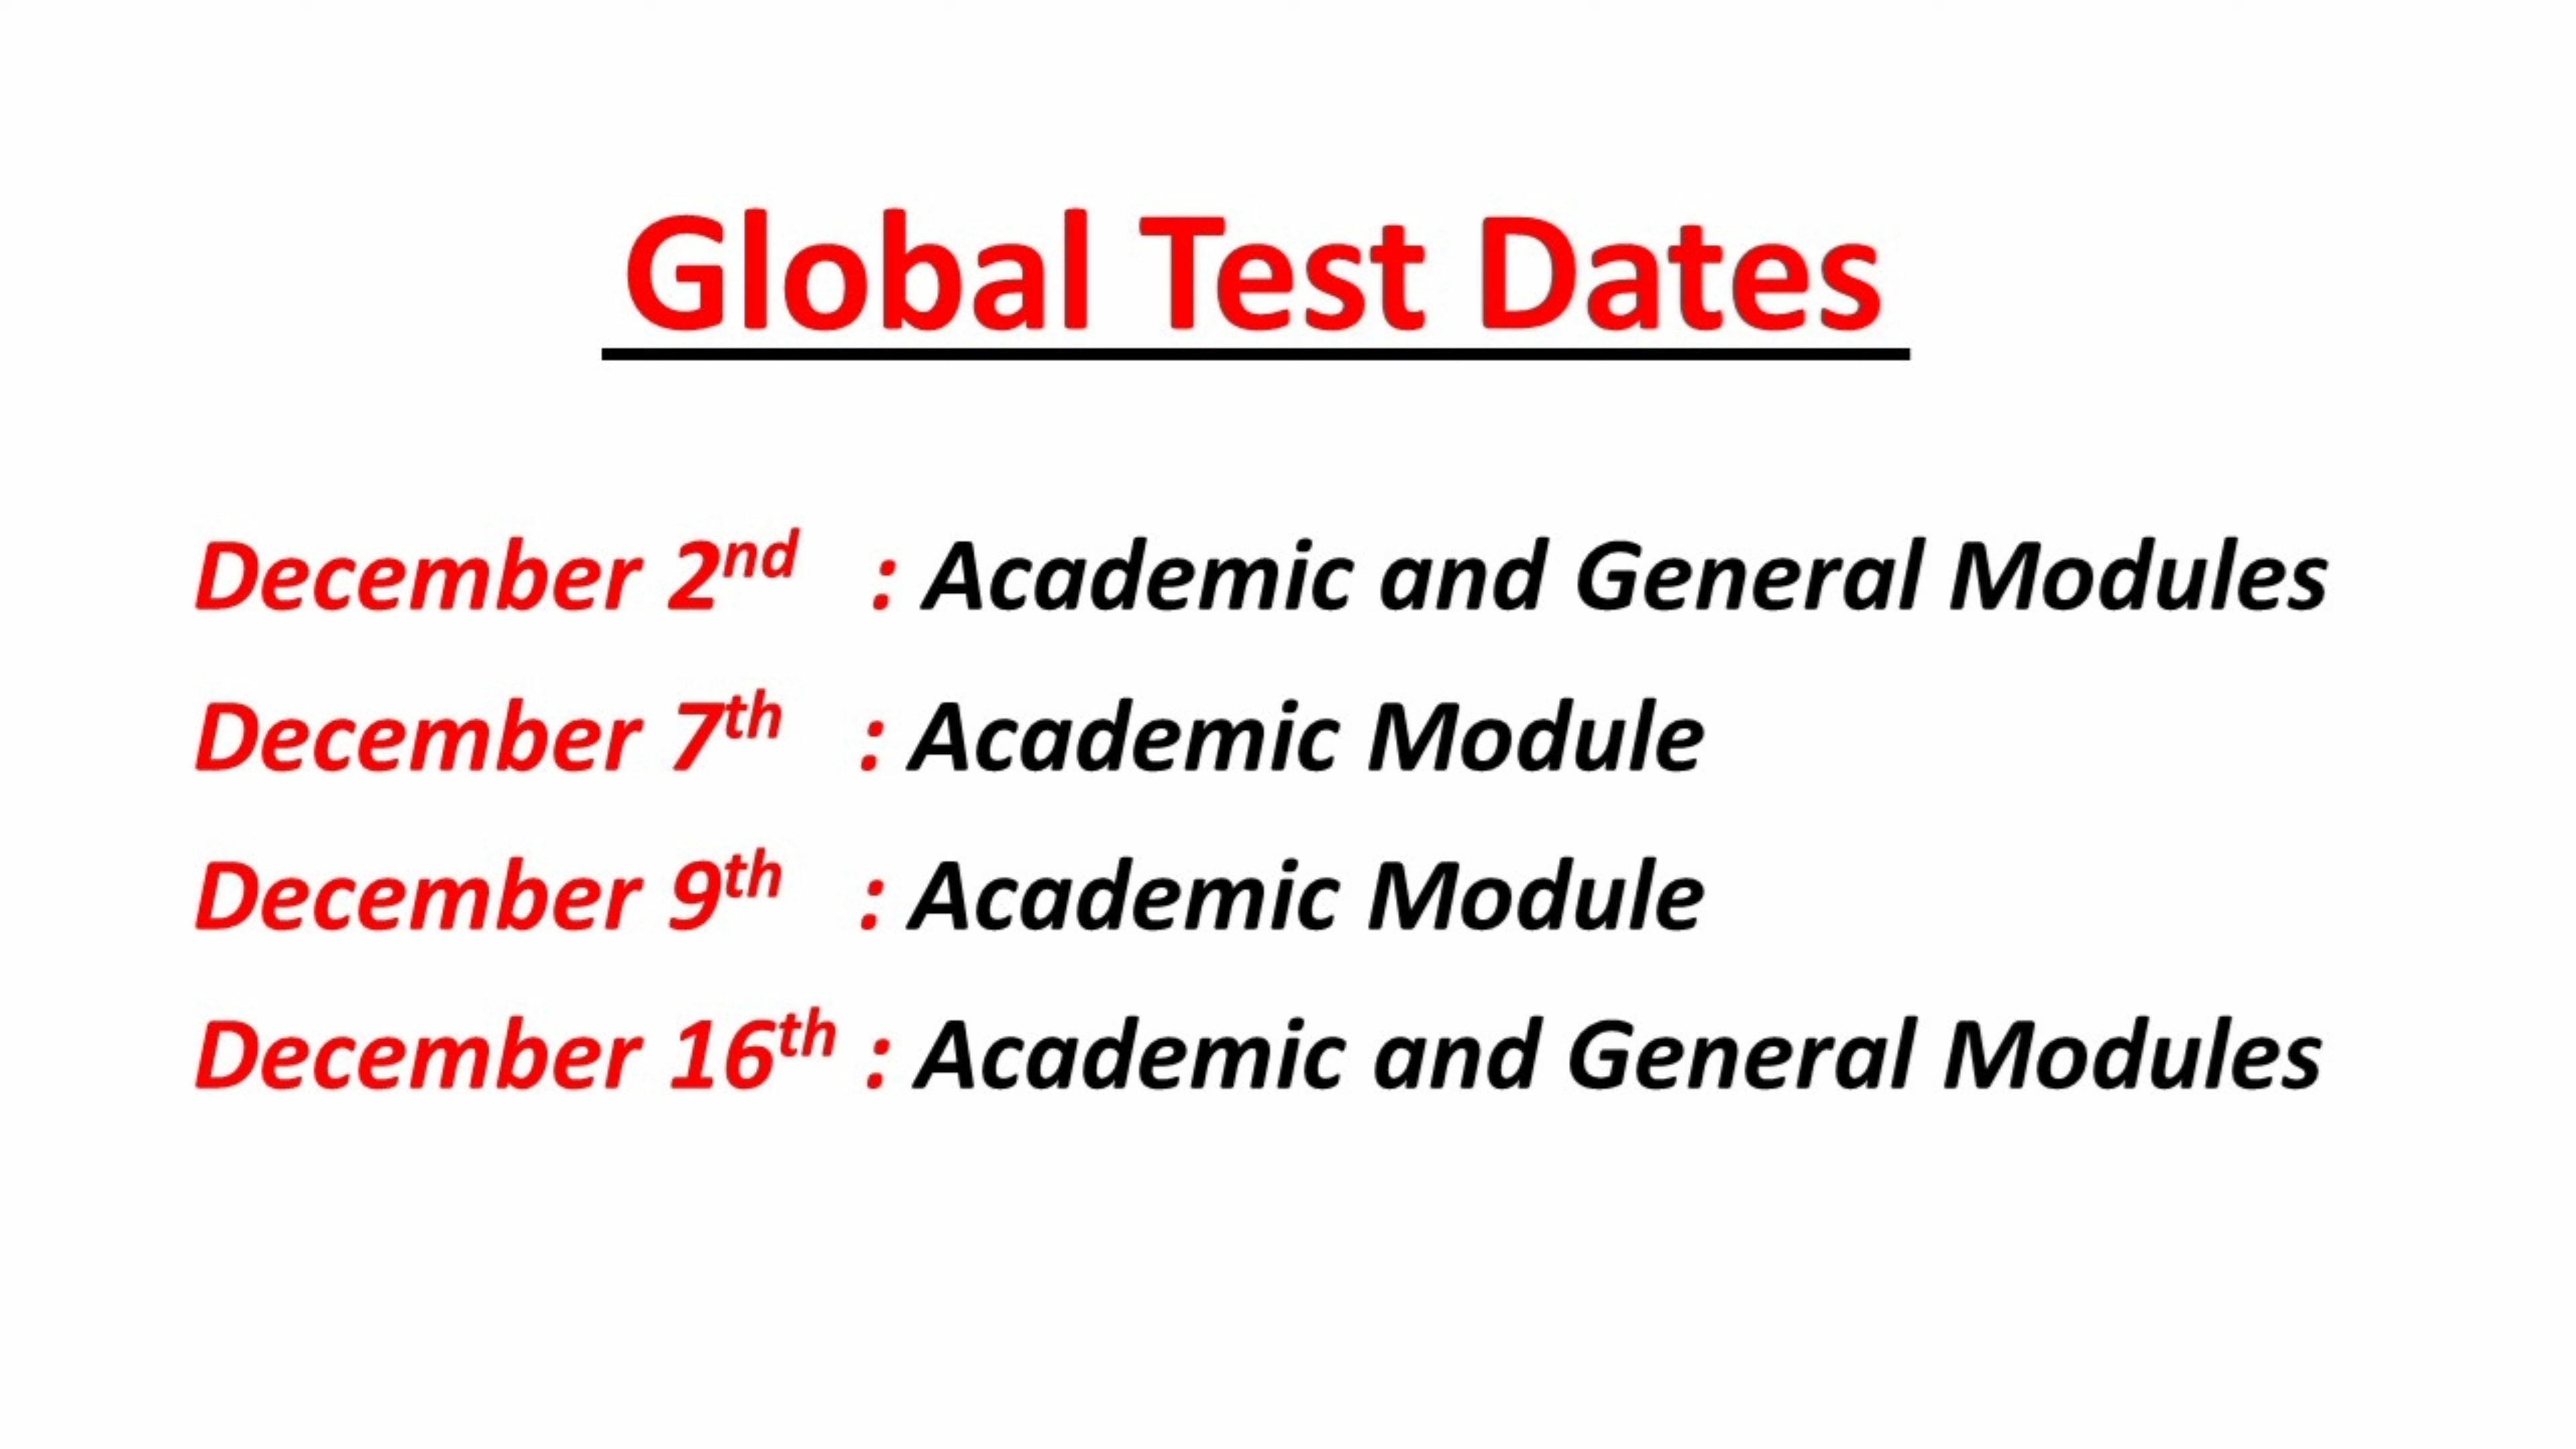 Global Test Dates
December 2nd : Academic and General Modules
December 7th : Academic Module
December 9th : Academic Module
December 16th : Academic and General Modules